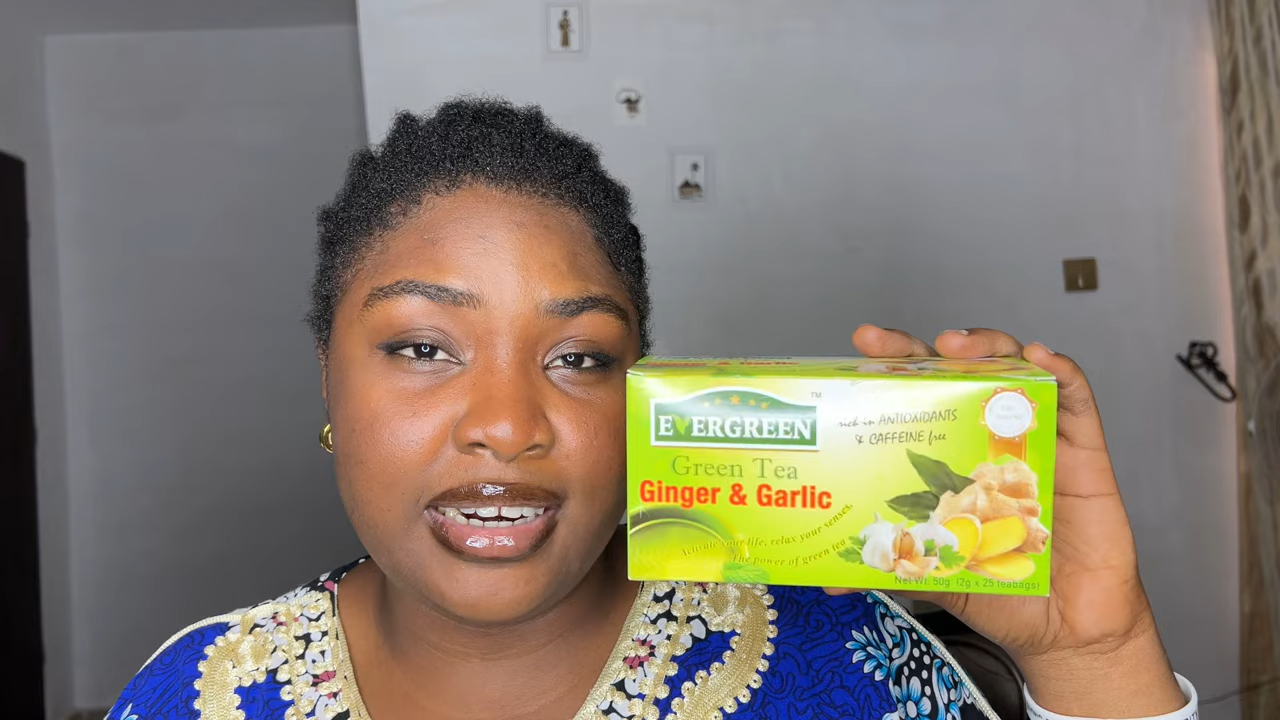 EVERGREEN
TM
rich in ANTIOXIDANTS
& CAFFEINE free
Green Tea
Ginger & Garlic
Activate your life, relax your senses,
The power of green tea
Net Wt. 50g. (2g x 25 teabags)